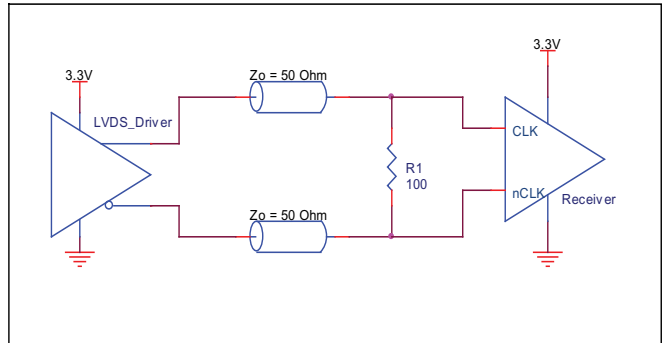 3.3V
3.3V
Zo = 50 Ohm
LVDS_Driver
CLK
R1
100
nCLK
Receiver
Zo = 50 Ohm